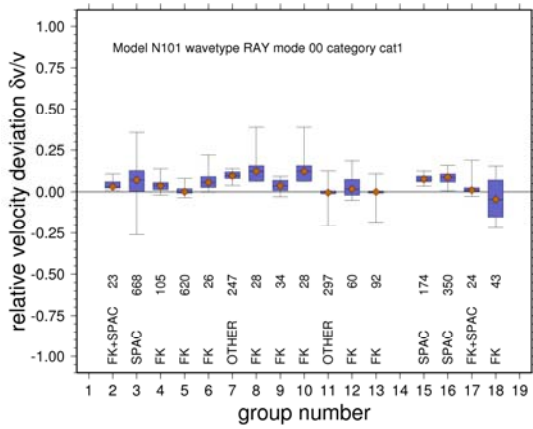 Model N101 wavetype RAY mode 00 category cat1
relative velocity deviation δv/v
1.00
0.75
0.50
0.25
0.00
-0.25
-0.50
-0.75
-1.00
23 668 105 620 26 247 28 34 28 297 60 92 174 350 24 43
FK+SPAC SPAC FK FK FK OTHER FK FK FK OTHER FK FK SPAC SPAC FK+SPAC FK
1 2 3 4 5 6 7 8 9 10 11 12 13 14 15 16 17 18 19
group number